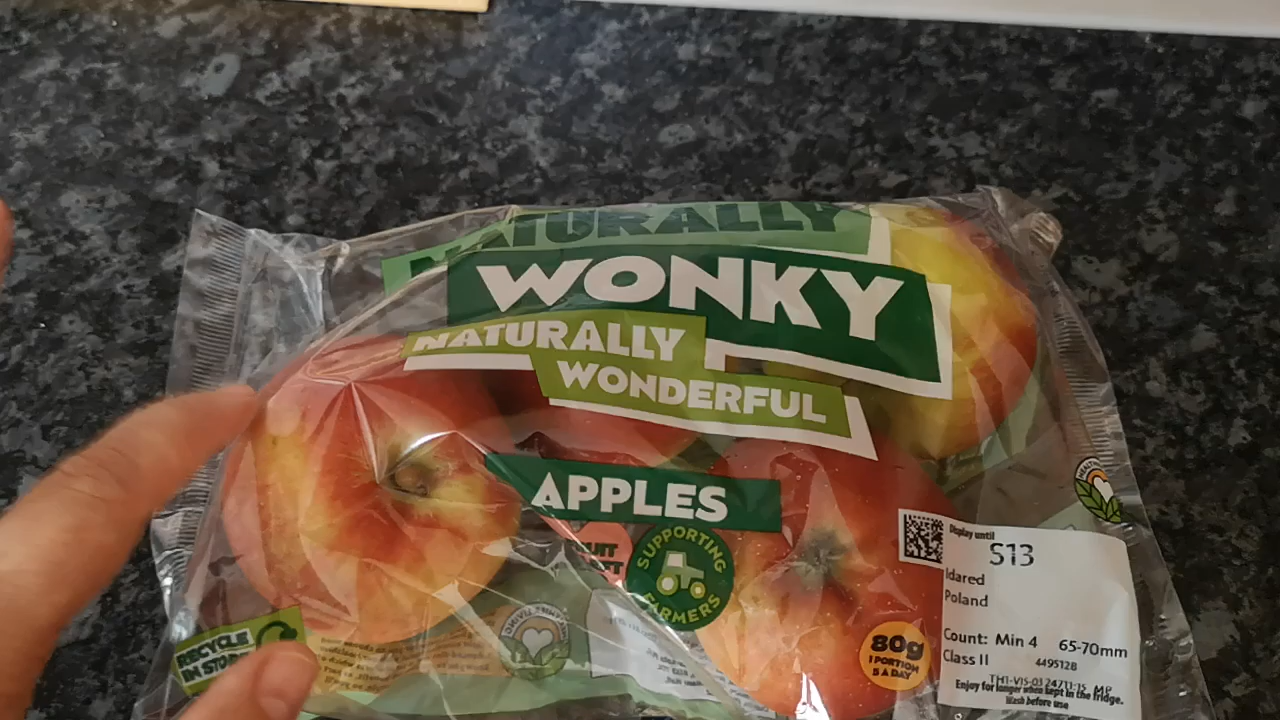 NATURALLY
WONKY
NATURALLY
WONDERFUL
APPLES
SUPPORTING
FARMERS
RECYCLE
IN STORE
80g
1 PORTION
5 A DAY
Display until
S13
Idared
Poland
Count: Min 4 65-70mm
Class II 449512B
Enjoy for longer when kept in the fridge.
Wash before use